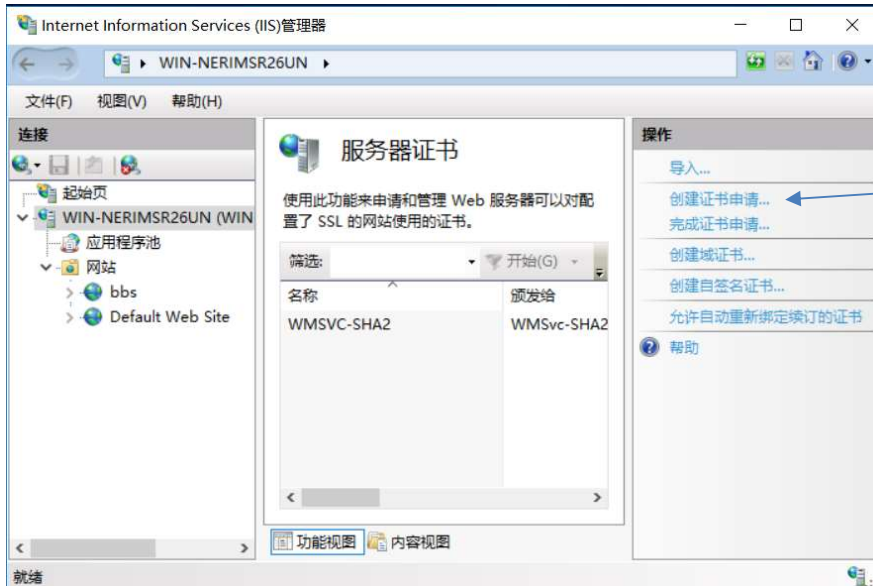 Internet Information Services (IIS)管理器
WIN-NERIMSR26UN
文件(F) 视图(V) 帮助(H)
连接
起始页
WIN-NERIMSR26UN (WIN
应用程序池
网站
bbs
Default Web Site
服务器证书
使用此功能来申请和管理 Web 服务器可以对配
置了 SSL 的网站使用的证书。
筛选: 开始(G)
名称 颁发给
WMSVC-SHA2 WMSvc-SHA2
功能视图 内容视图
操作
导入...
创建证书申请...
完成证书申请...
创建域证书...
创建自签名证书...
允许自动重新绑定续订的证书
帮助
就绪